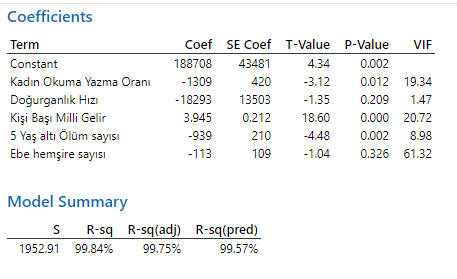 Coefficients
Term Coef SE Coef T-Value P-Value VIF
Constant 188708 43481 4.34 0.002
Kadın Okuma Yazma Oranı -1309 420 -3.12 0.012 19.34
Doğurganlık Hızı -18293 13503 -1.35 0.209 1.47
Kişi Başı Milli Gelir 3.945 0.212 18.60 0.000 20.72
5 Yaş altı Ölüm sayısı -939 210 -4.48 0.002 8.98
Ebe hemşire sayısı -113 109 -1.04 0.326 61.32
Model Summary
S R-sq R-sq(adj) R-sq(pred)
1952.91 99.84% 99.75% 99.57%